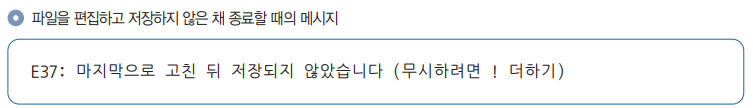 파일을 편집하고 저장하지 않은 채 종료할 때의 메시지
E37: 마지막으로 고친 뒤 저장되지 않았습니다 (무시하려면 ! 더하기)